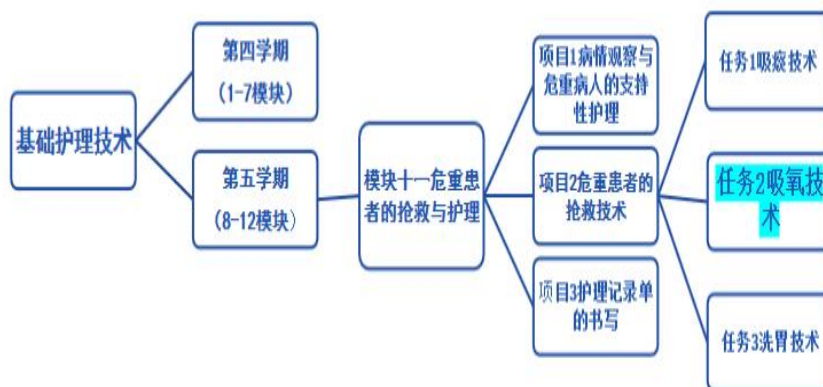 基础护理技术
第四学期
（1-7模块）
第五学期
（8-12模块）
模块十一危重患
者的抢救与护理
项目1病情观察与
危重病人的支持
性护理
项目2危重患者的
抢救技术
项目3护理记录单
的书写
任务1吸痰技术
任务2吸氧技
术
任务3洗胃技术